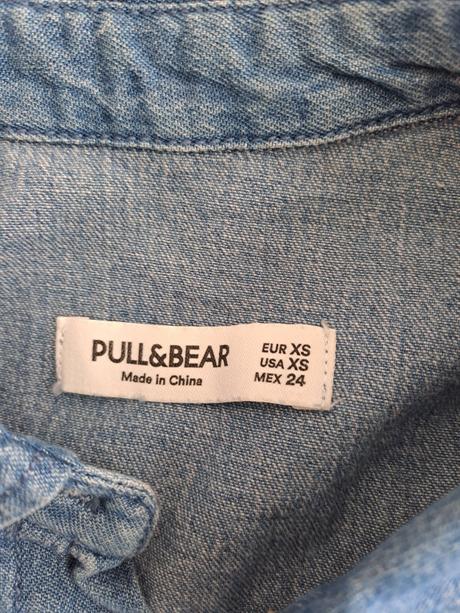 PULL&BEAR
Made in China
EUR XS
USA XS
MEX 24